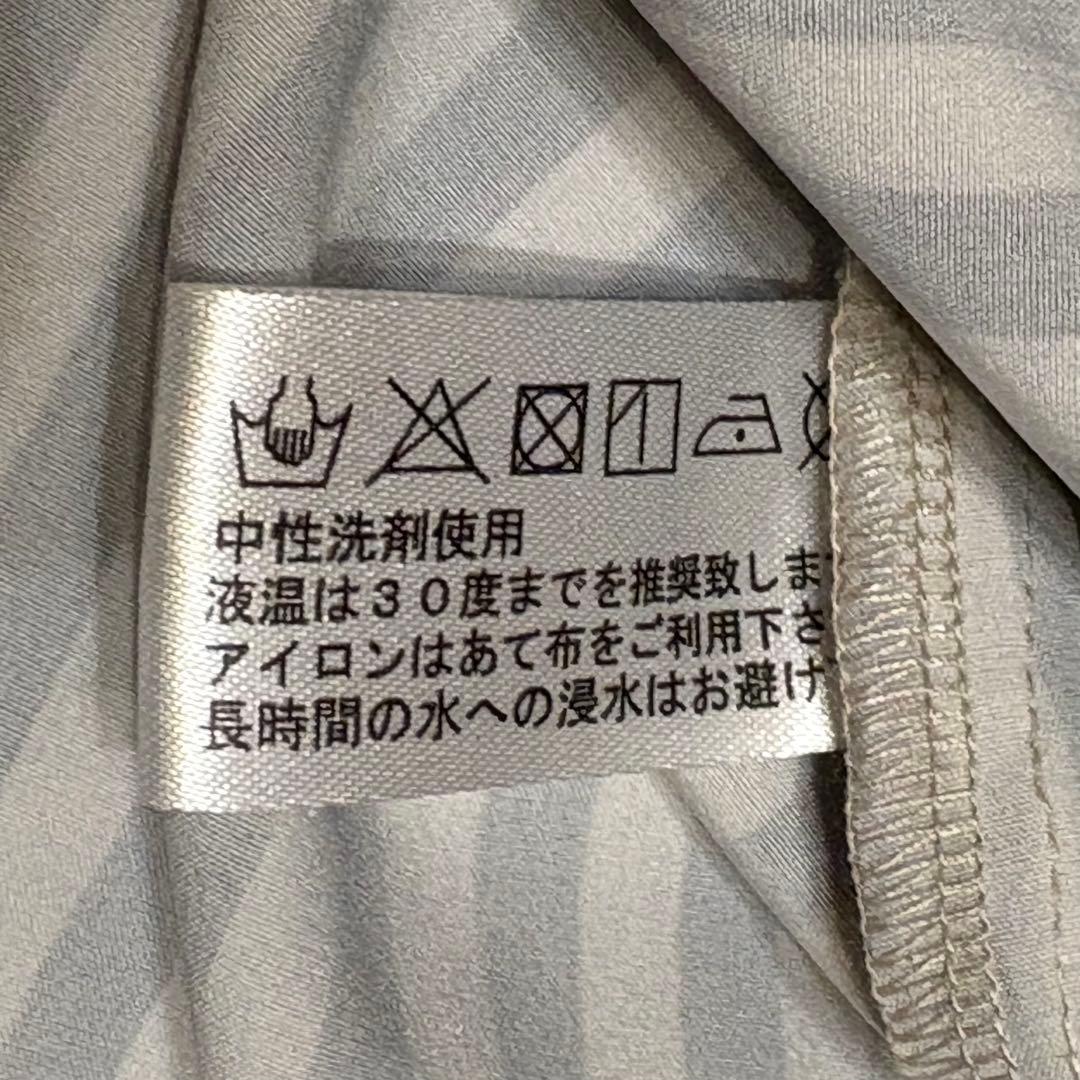 中性洗剤使用
液温は30度までを推奨致しま
アイロンはあて布をご利用下さ
長時間の水への浸水はお避け